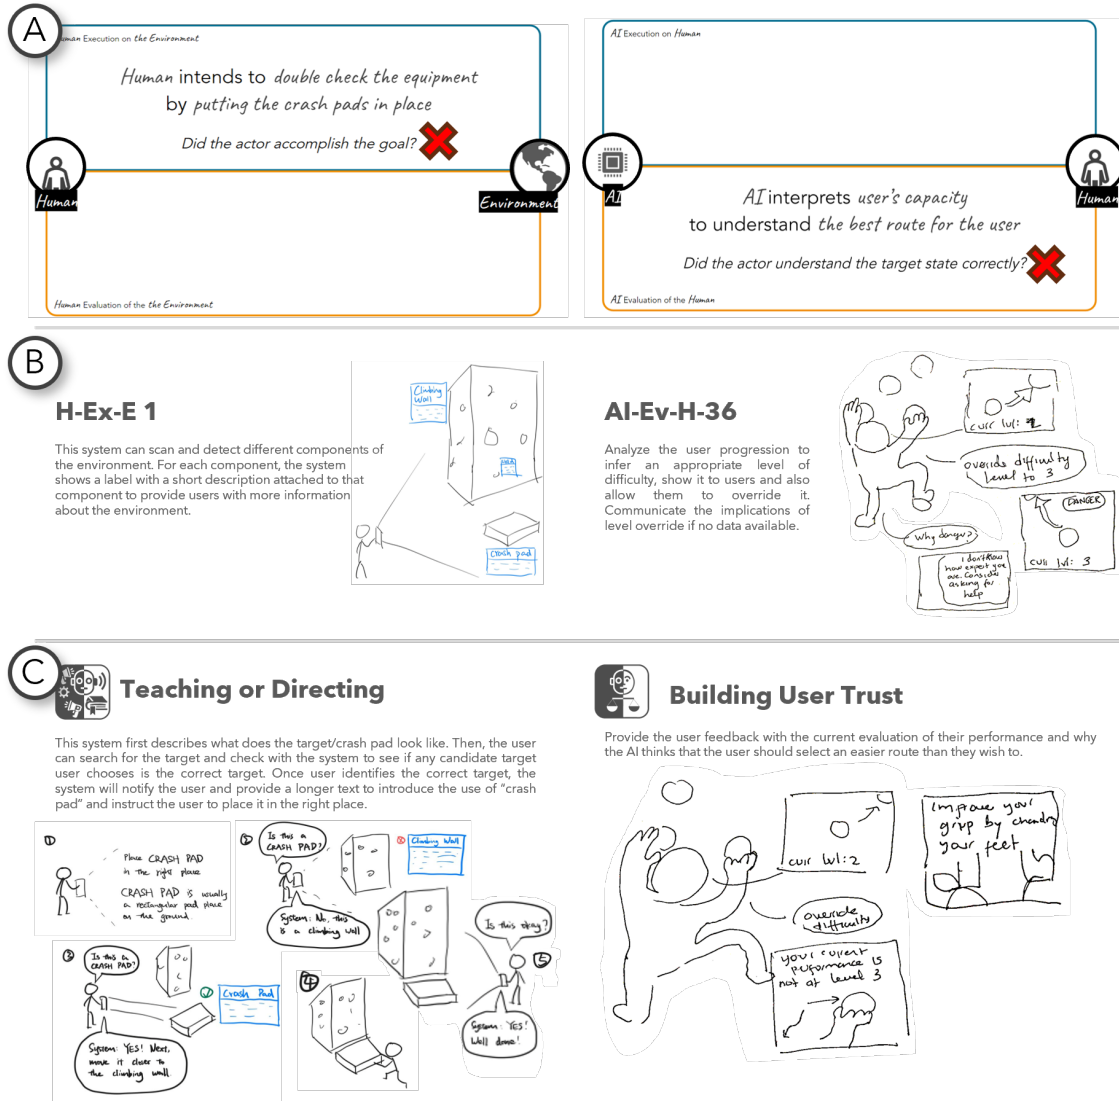 A
Human Execution on the Environment
Human intends to double check the equipment
by putting the crash pads in place
Did the actor accomplish the goal?
Human
Environment
Human Evaluation of the the Environment
AI Execution on Human
AI
Human
AI interprets user's capacity
to understand the best route for the user
Did the actor understand the target state correctly?
AI Evaluation of the Human
B
H-Ex-E 1
This system can scan and detect different components of
the environment. For each component, the system
shows a label with a short description attached to that
component to provide users with more information
about the environment.
Climbing
Wall
Crash pad
AI-Ev-H-36
Analyze the user progression to
infer an appropriate level of
difficulty, show it to users and also
allow them to override it.
Communicate the implications of
level override if no data available.
curr lvl: 2
override difficulty
level to 3
DANGER
Why danger?
curr lvl: 3
I don't know
how expert you
are. Consider
asking for
help
C
Teaching or Directing
This system first describes what does the target/crash pad look like. Then, the user
can search for the target and check with the system to see if any candidate target
user chooses is the correct target. Once user identifies the correct target, the
system will notify the user and provide a longer text to introduce the use of "crash
pad" and instruct the user to place it in the right place.
1
Place CRASH PAD
in the right place
CRASH PAD is usually
a rectangular pad place
on the ground
2
Is this a
CRASH PAD?
Climbing Wall
System: No, this
is a climbing wall
3
Is this a
CRASH PAD?
Crash Pad
System: YES! Next,
move it closer to
the climbing wall.
4
Is this okay?
5
System: YES!
Well done!
Building User Trust
Provide the user feedback with the current evaluation of their performance and why
the AI thinks that the user should select an easier route than they wish to.
curr lvl: 2
override
difficulty
your current
performance is
not at level 3
improve your
grip by
your feet